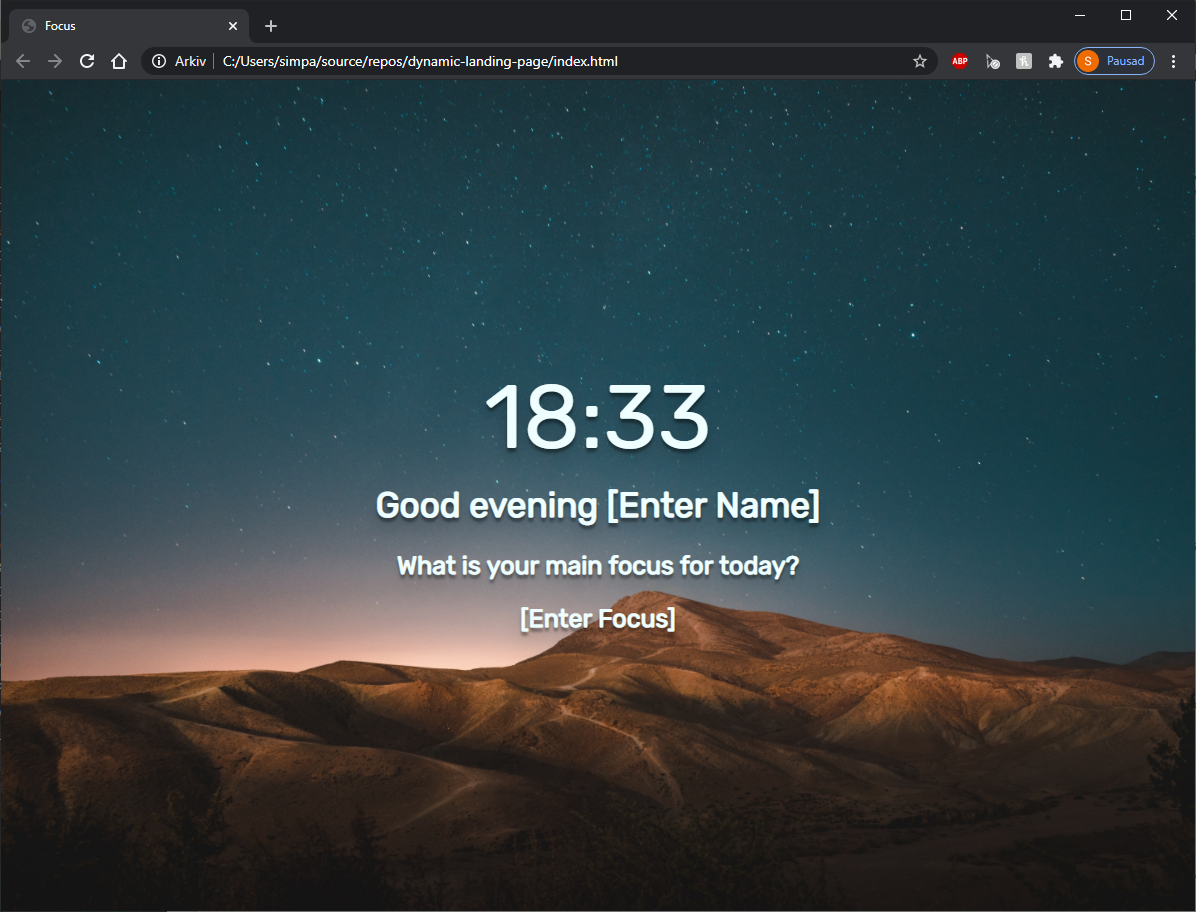 Focus
Arkiv C:/Users/simpa/source/repos/dynamic-landing-page/index.html ABP S Pausad
18:33
Good evening [Enter Name]
What is your main focus for today?
[Enter Focus]